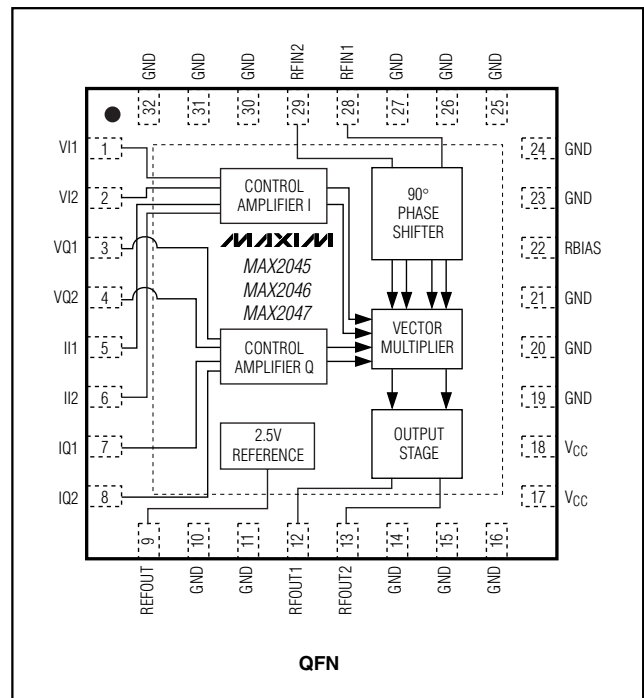 GND
GND
GND
RFIN2
RFIN1
GND
GND
GND
32
31
30
29
28
27
26
25
VI1
1
VI2
2
VQ1
3
VQ2
4
II1
5
II2
6
IQ1
7
IQ2
8
CONTROL
AMPLIFIER I
MAXIM
MAX2045
MAX2046
MAX2047
CONTROL
AMPLIFIER Q
2.5V
REFERENCE
90°
PHASE
SHIFTER
VECTOR
MULTIPLIER
OUTPUT
STAGE
24 GND
23 GND
22 RBIAS
21 GND
20 GND
19 GND
18 VCC
17 VCC
9
10
11
12
13
14
15
16
REFOUT
GND
GND
RFOUT1
RFOUT2
GND
GND
GND
QFN